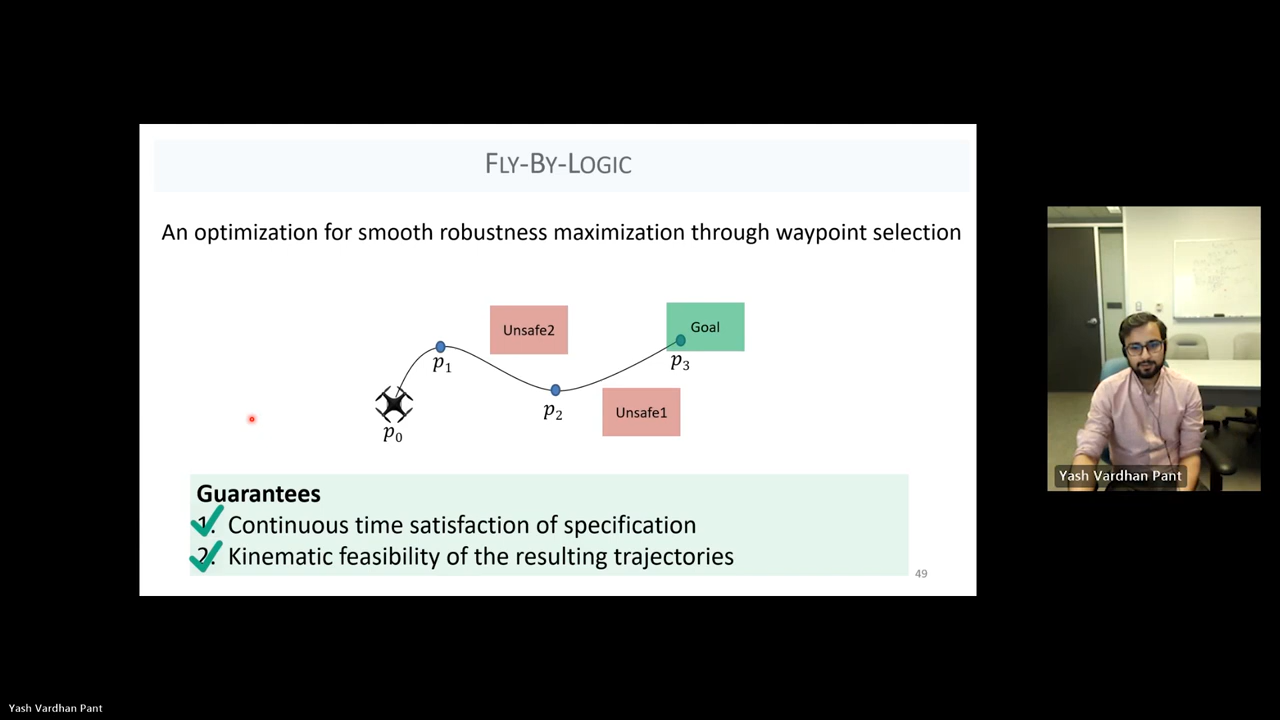 FLY-BY-LOGIC
An optimization for smooth robustness maximization through waypoint selection
Unsafe2
Goal
p1
p3
p2
Unsafe1
p0
Guarantees
1. Continuous time satisfaction of specification
2. Kinematic feasibility of the resulting trajectories
49
Yash Vardhan Pant
Yash Vardhan Pant